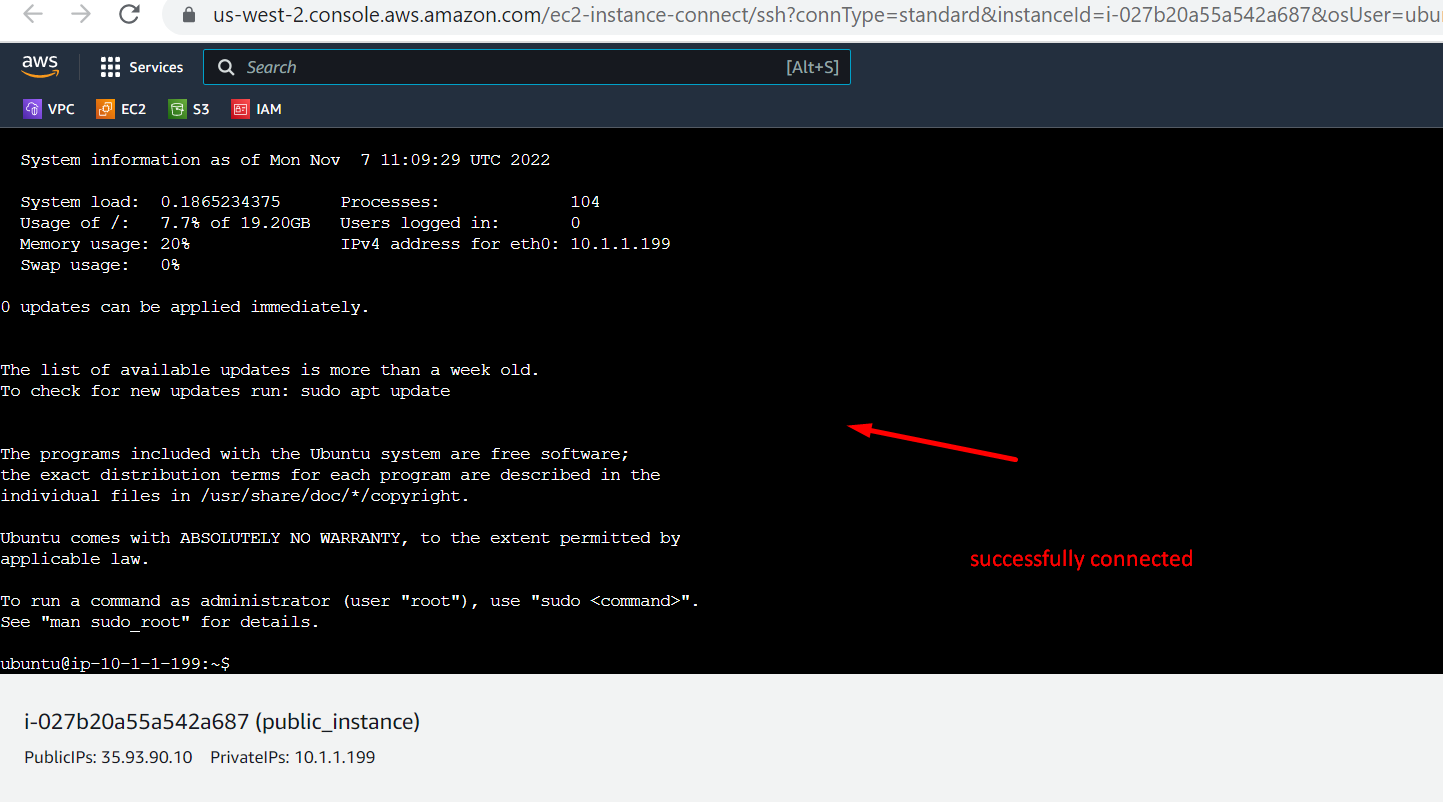 us-west-2.console.aws.amazon.com/ec2-instance-connect/ssh?connType=standard&instanceId=i-027b20a55a542a687&osUser=ubu
aws Services Search [Alt+S]
VPC EC2 S3 IAM
System information as of Mon Nov  7 11:09:29 UTC 2022
System load:  0.1865234375      Processes:             104
Usage of /:   7.7% of 19.20GB   Users logged in:       0
Memory usage: 20%               IPv4 address for eth0: 10.1.1.199
Swap usage:   0%
0 updates can be applied immediately.
The list of available updates is more than a week old.
To check for new updates run: sudo apt update
The programs included with the Ubuntu system are free software;
the exact distribution terms for each program are described in the
individual files in /usr/share/doc/*/copyright.
Ubuntu comes with ABSOLUTELY NO WARRANTY, to the extent permitted by
applicable law.
successfully connected
To run a command as administrator (user "root"), use "sudo <command>".
See "man sudo_root" for details.
ubuntu@ip-10-1-1-199:~$
i-027b20a55a542a687 (public_instance)
PublicIPs: 35.93.90.10 PrivateIPs: 10.1.1.199